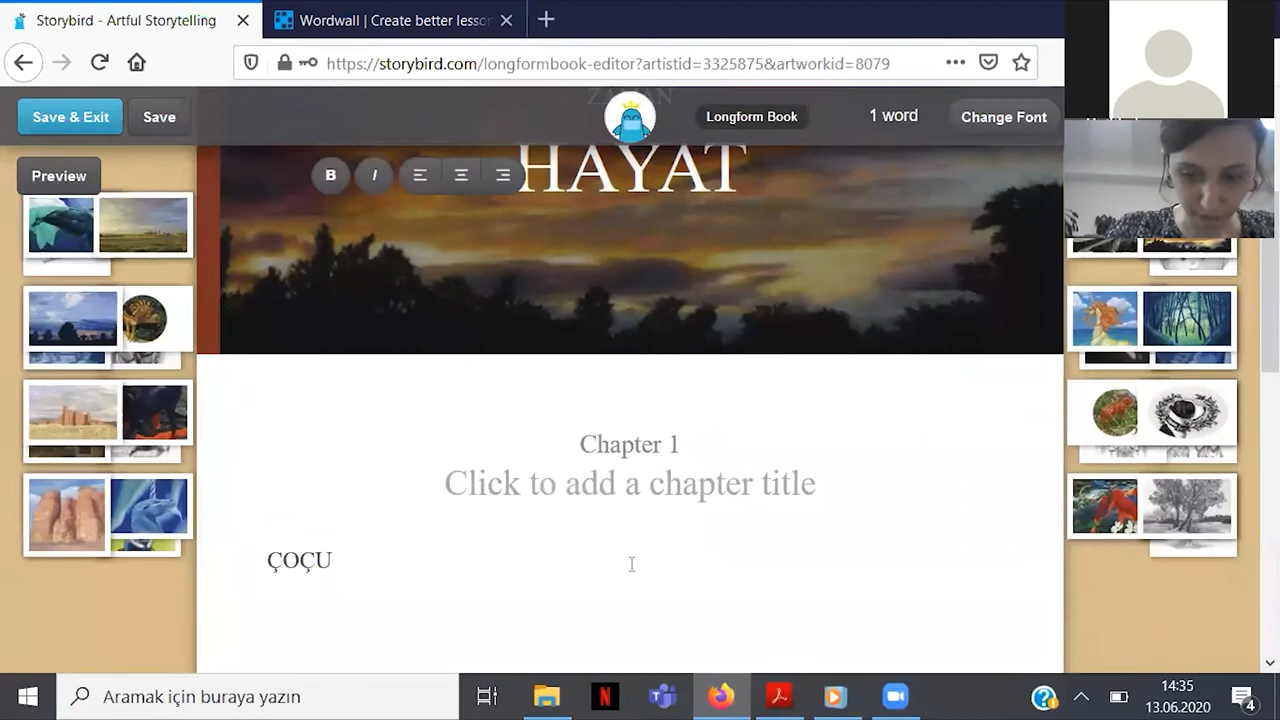 Storybird - Artful Storytelling
Wordwall | Create better lesso
https://storybird.com/longformbook-editor?artistid=3325875&artworkid=8079
Save & Exit
Save
ZAMAN
Longform Book
1 word
Change Font
Preview
B
I
HAYAT
Chapter 1
Click to add a chapter title
ÇOÇU
Aramak için buraya yazın
N
14:35
13.06.2020
4